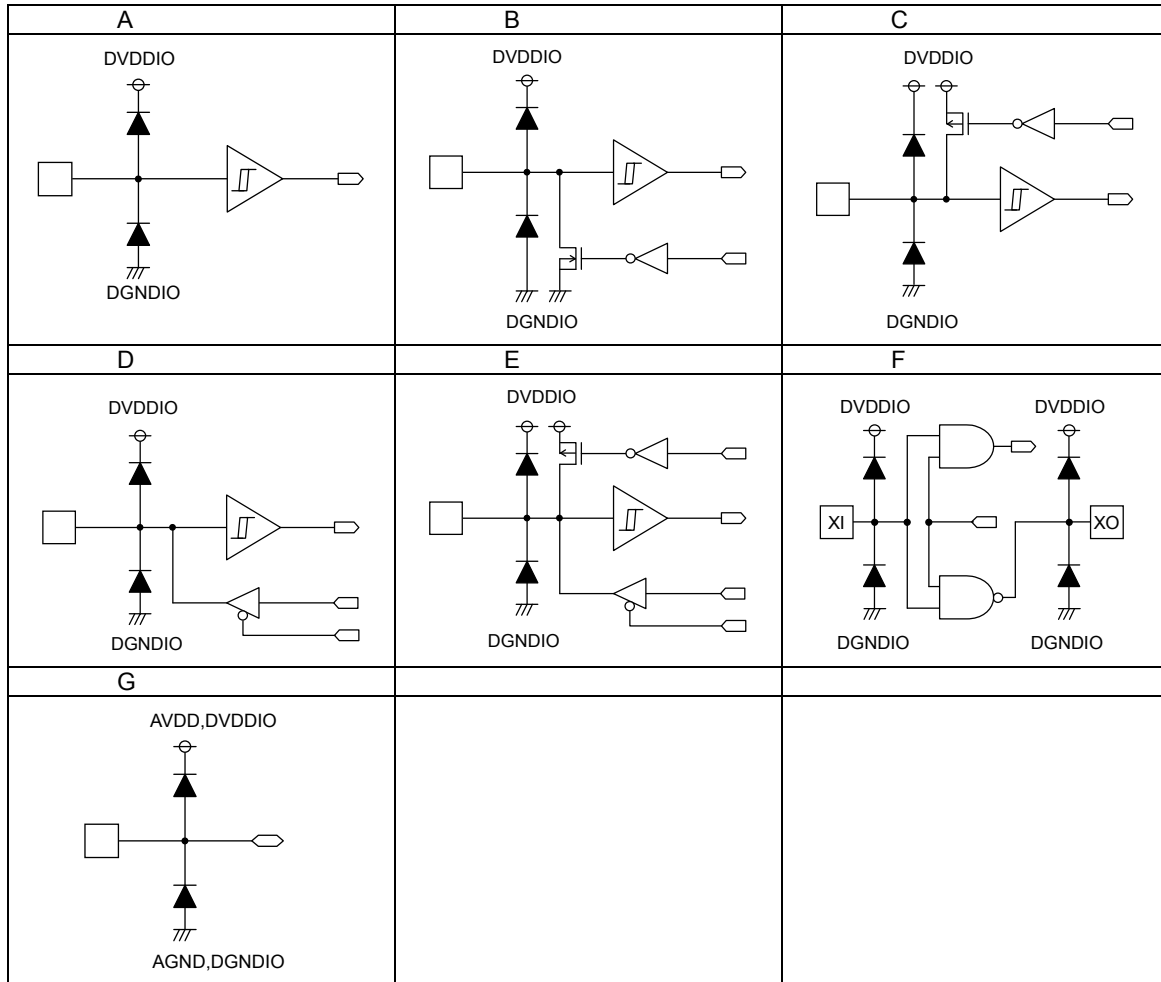 A B C
DVDDIO
DGNDIO
DVDDIO
DGNDIO
DVDDIO
DGNDIO
D E F
DVDDIO
DGNDIO
DVDDIO
DGNDIO
DVDDIO DVDDIO
XI XO
DGNDIO DGNDIO
G
AVDD,DVDDIO
AGND,DGNDIO